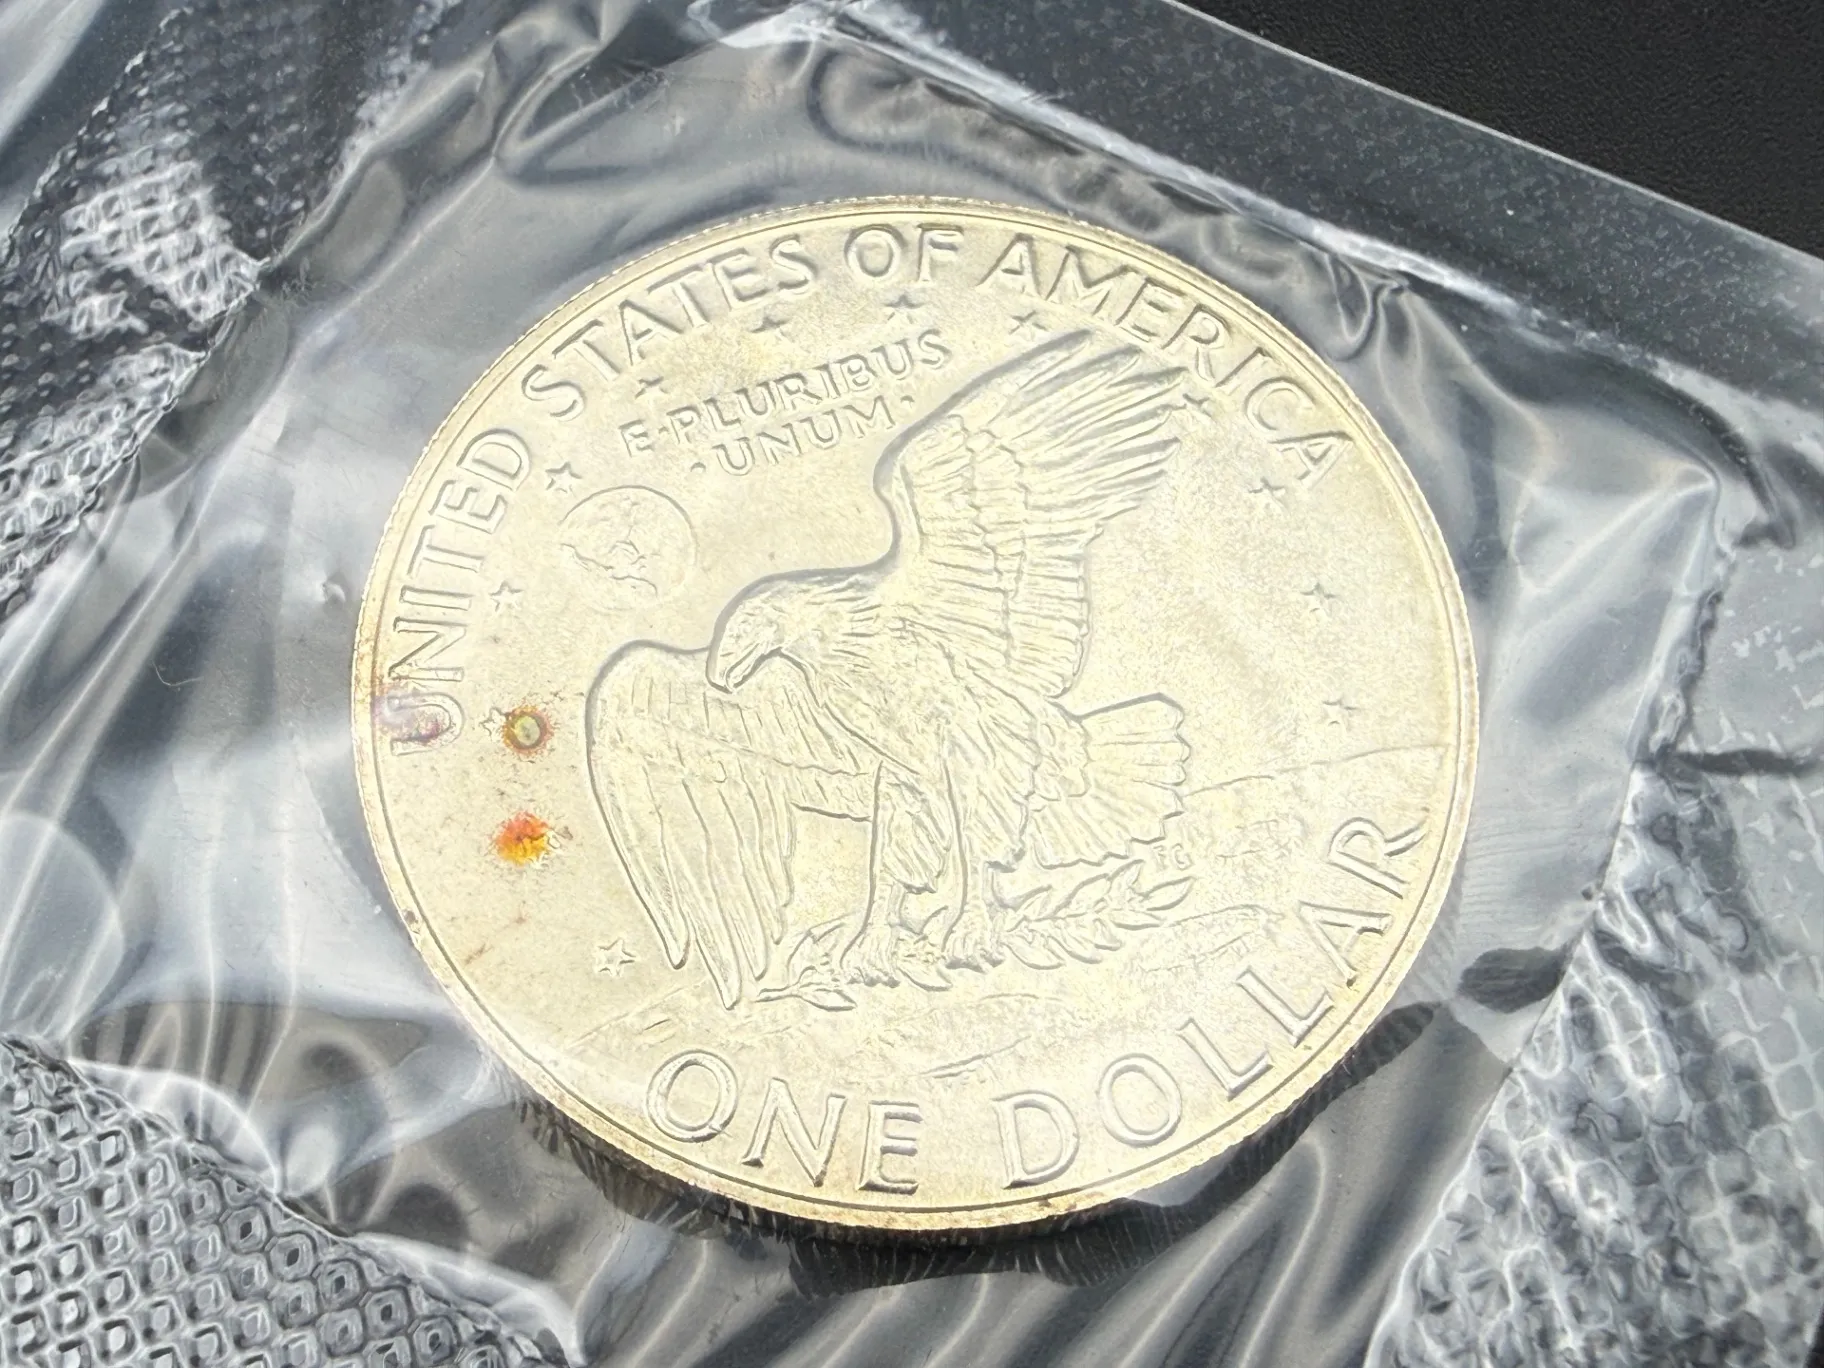 UNITED STATES OF AMERICA
E·PLURIBUS
·UNUM·
ONE DOLLAR